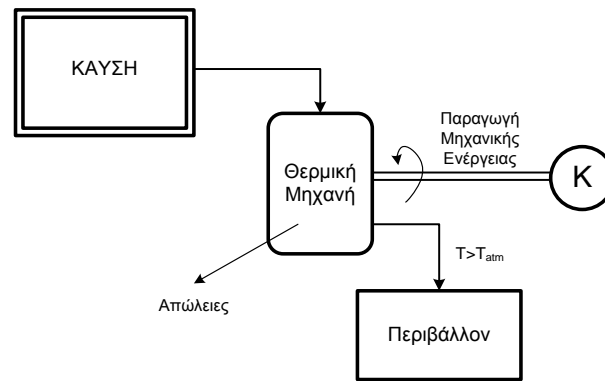 ΚΑΥΣΗ
Παραγωγή
Μηχανικής
Ενέργειας
Θερμική
Μηχανή
Κ
T>Tatm
Απώλειες
Περιβάλλον